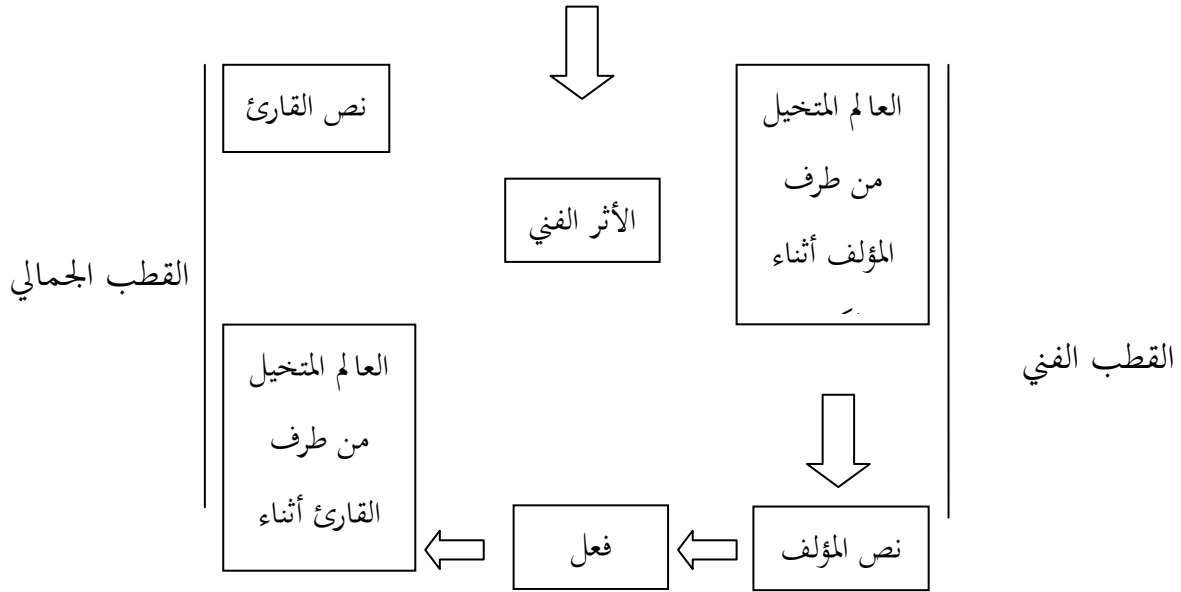 العالم المتخيل
من طرف
المؤلف أثناء
نص القارئ
الأثر الفني
القطب الجمالي
القطب الفني
العالم المتخيل
من طرف
القارئ أثناء
نص المؤلف
فعل